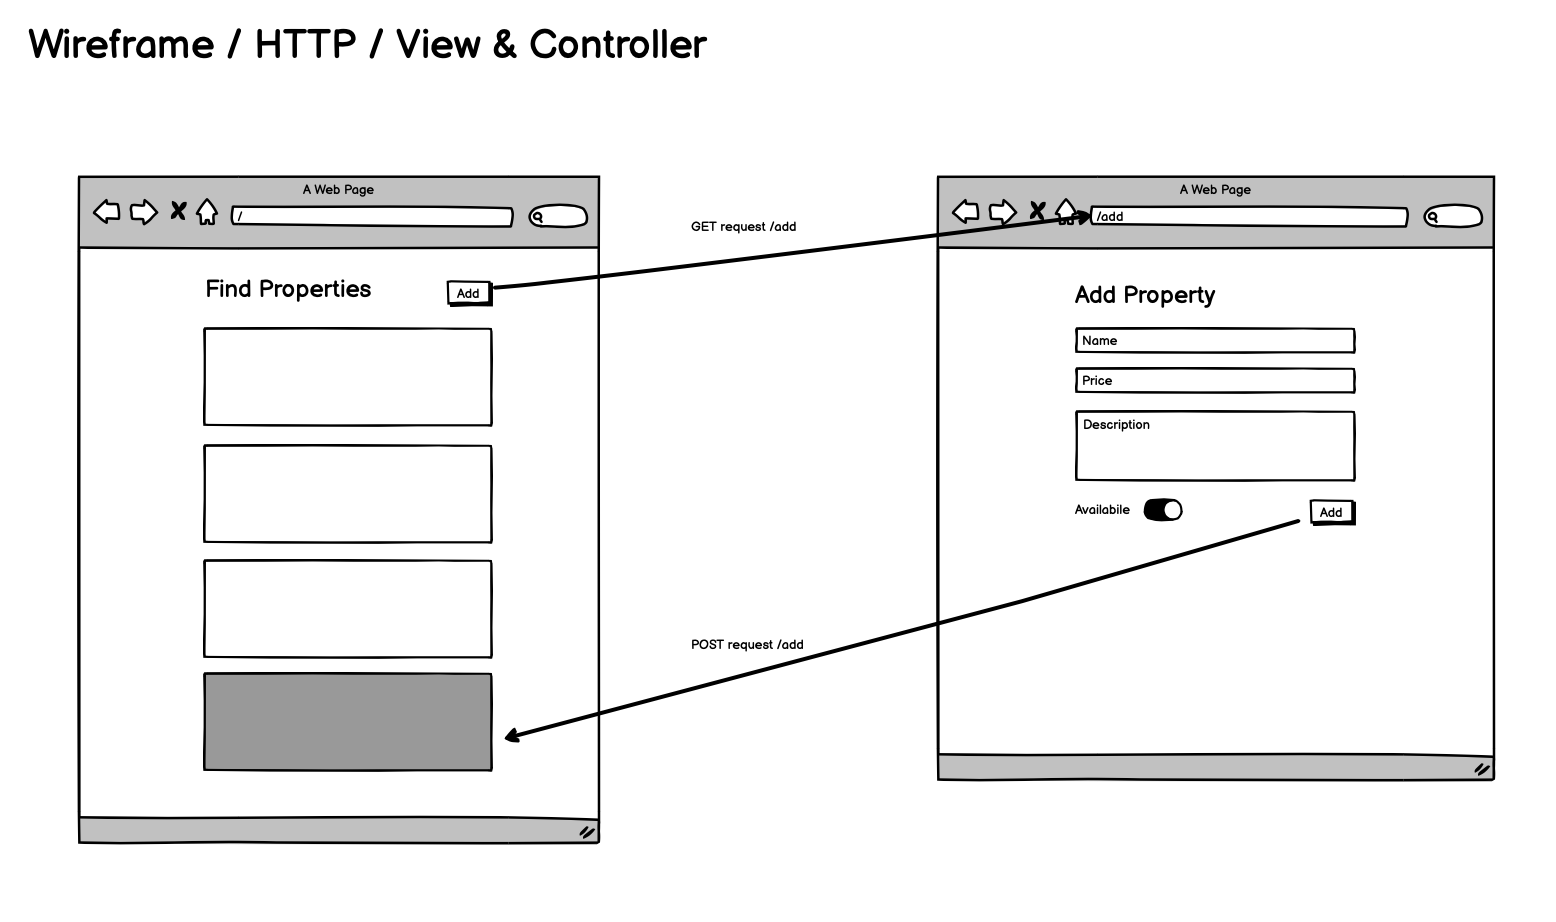 Wireframe / HTTP / View & Controller
A Web Page
/
Find Properties
Add
GET request /add
POST request /add
A Web Page
/add
Add Property
Name
Price
Description
Availabile
Add